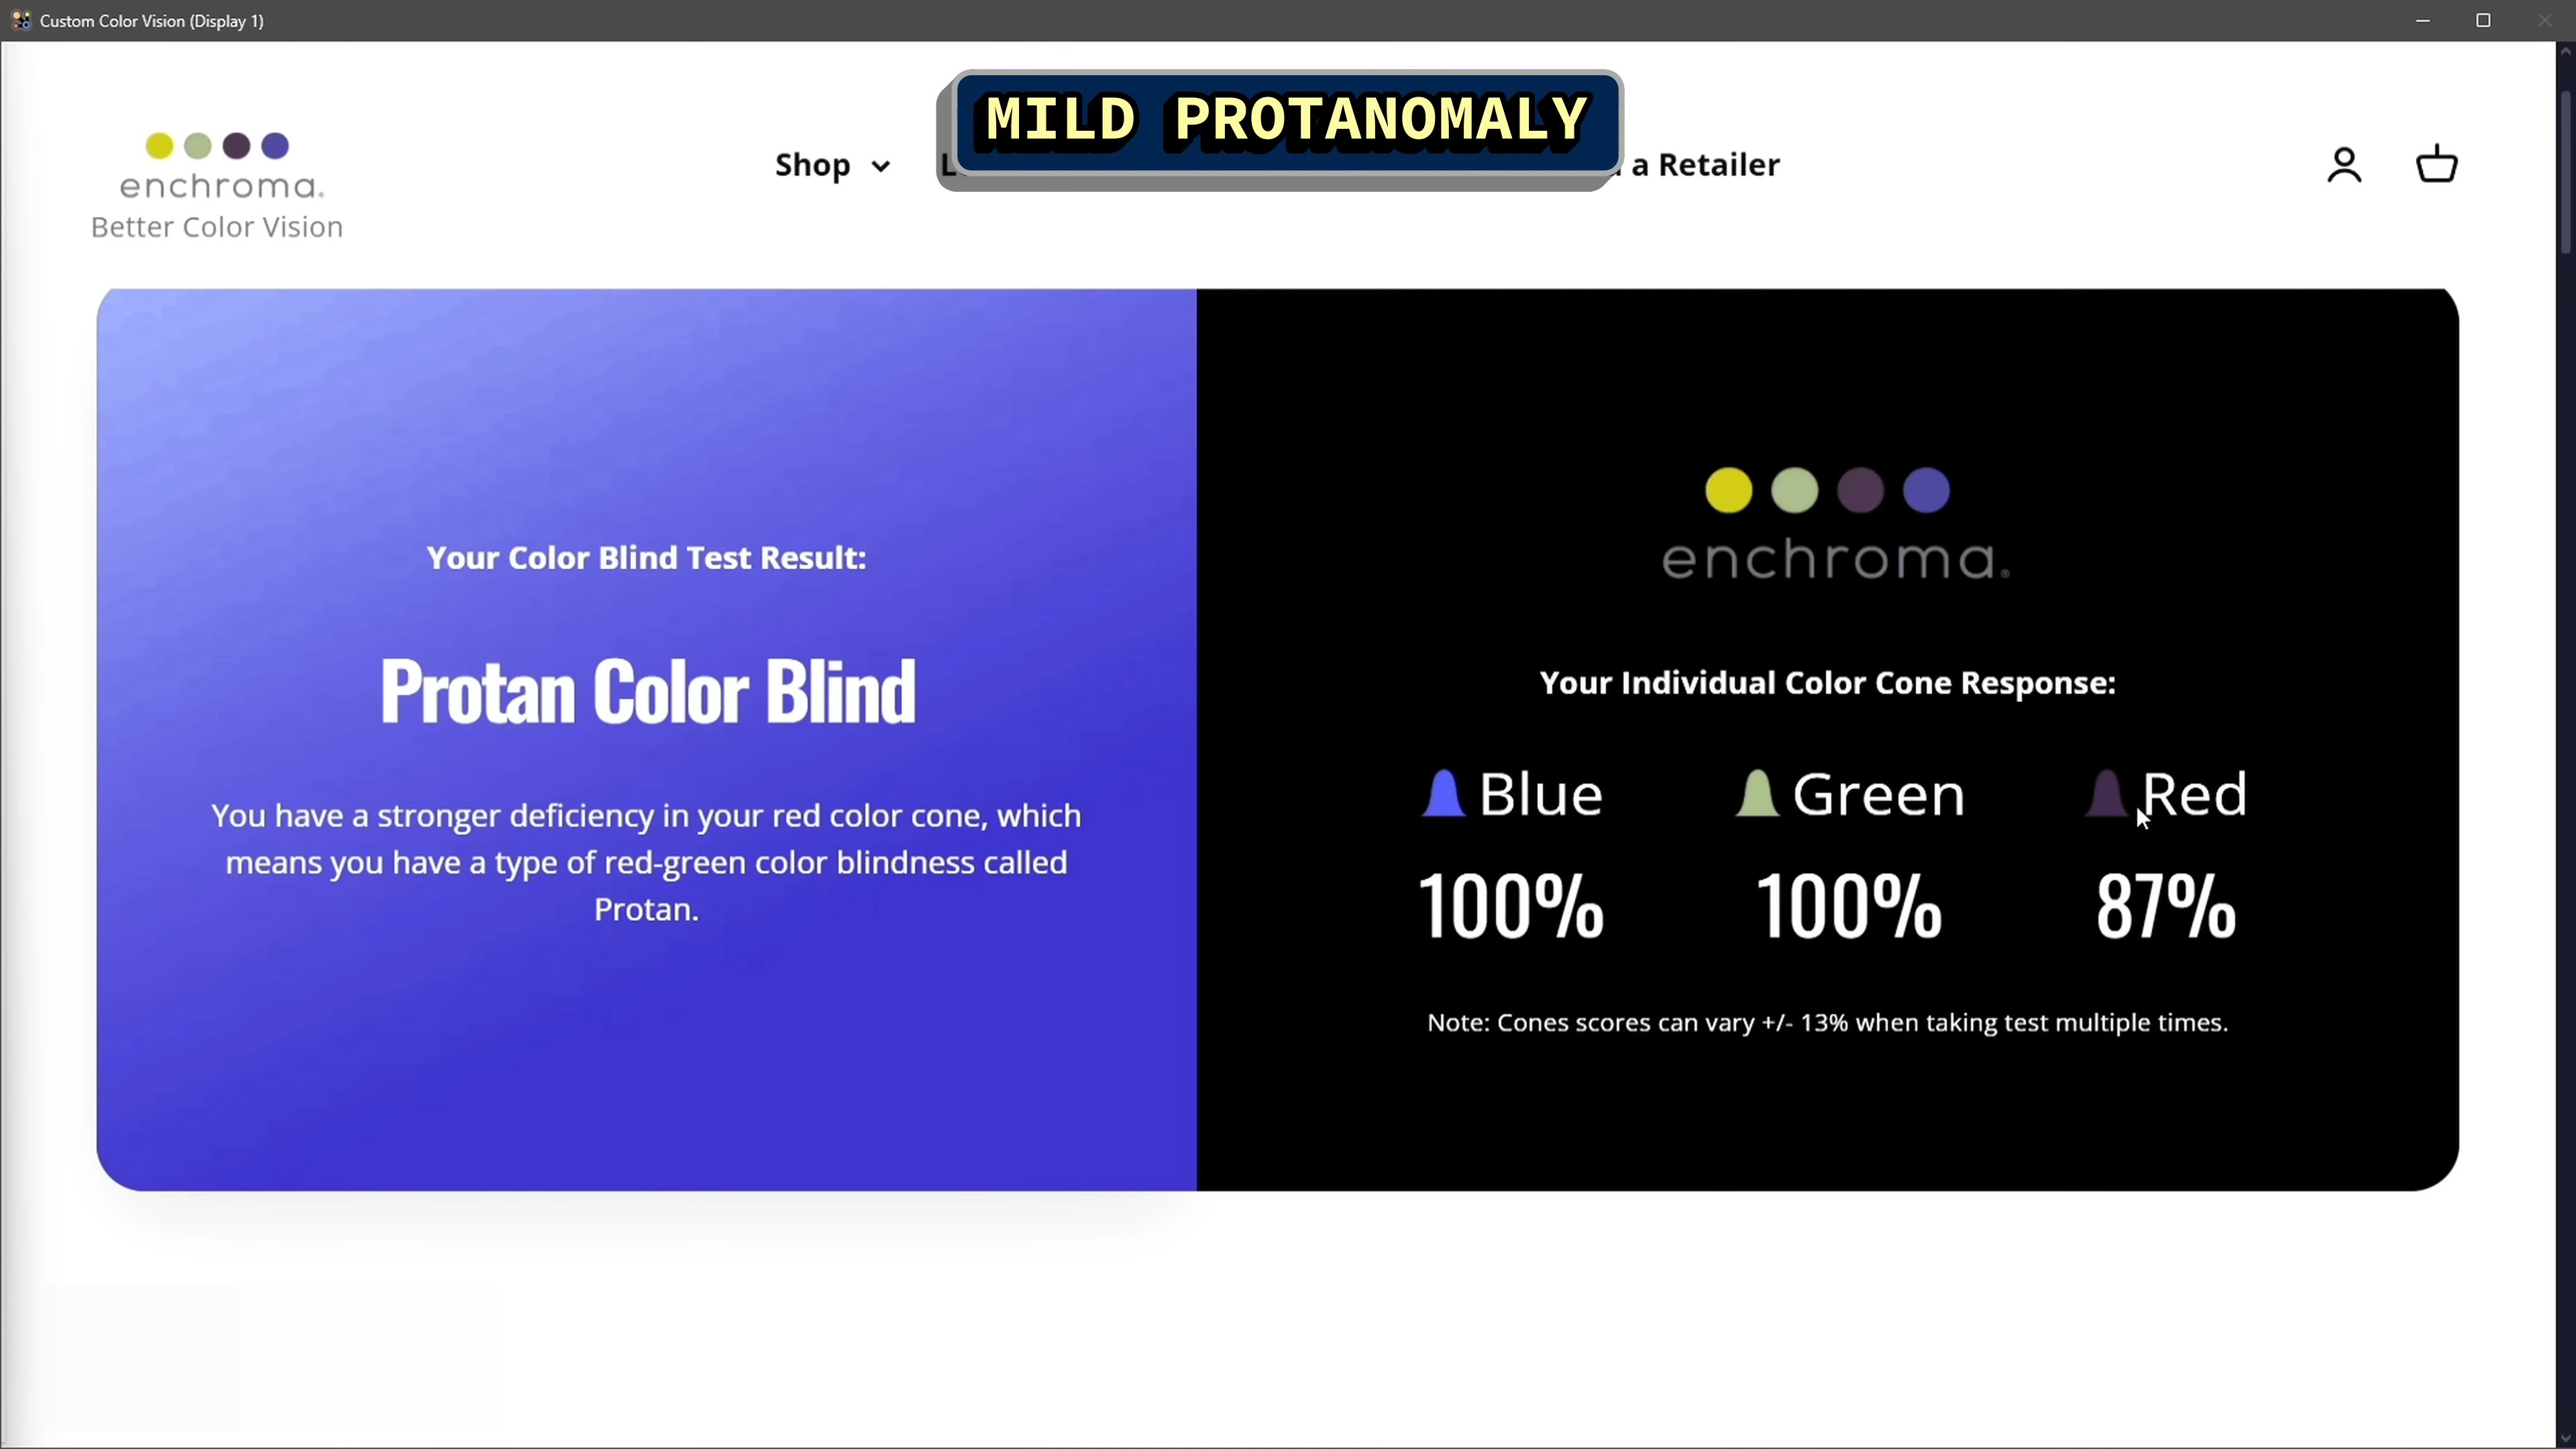 Custom Color Vision (Display 1)
MILD PROTANOMALY
enchroma.
Better Color Vision
Shop
a Retailer
Your Color Blind Test Result:
Protan Color Blind
You have a stronger deficiency in your red color cone, which
means you have a type of red-green color blindness called
Protan.
enchroma.
Your Individual Color Cone Response:
Blue Green Red
100% 100% 87%
Note: Cones scores can vary +/- 13% when taking test multiple times.